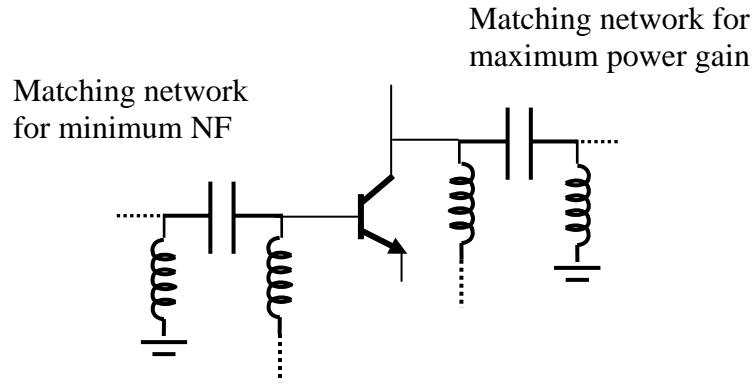 Matching network for
maximum power gain
Matching network
for minimum NF